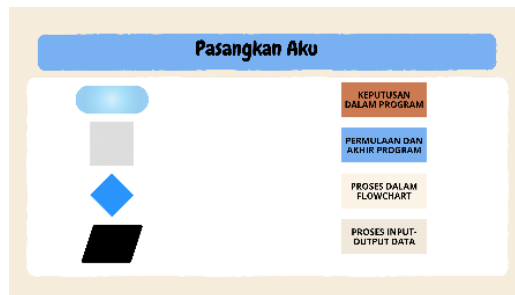 Pasangkan Aku
KEPUTUSAN
DALAM PROGRAM
PERMULAAN DAN
AKHIR PROGRAM
PROSES DALAM
FLOWCHART
PROSES INPUT-
OUTPUT DATA